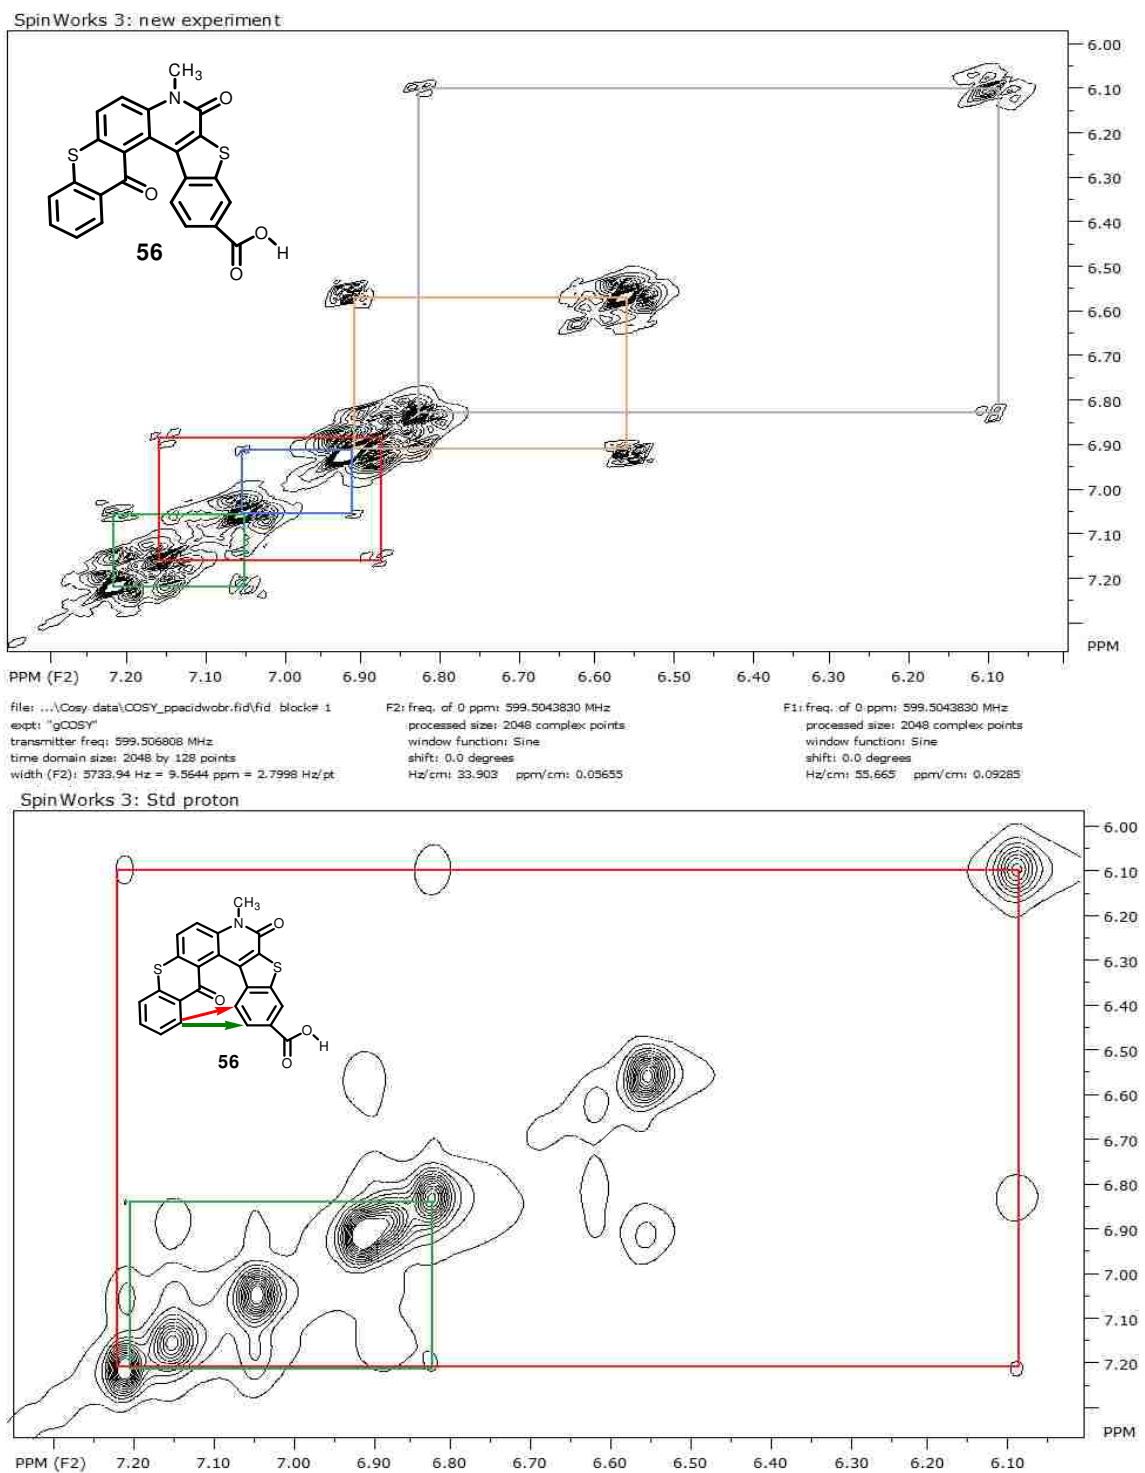 SpinWorks 3: new experiment
CH3
N
O
S
S
O
O
H
O
56
6.00
6.10
6.20
6.30
6.40
6.50
6.60
6.70
6.80
6.90
7.00
7.10
7.20
PPM
PPM (F2) 7.20 7.10 7.00 6.90 6.80 6.70 6.60 6.50 6.40 6.30 6.20 6.10
file: ...\Cosy data\COSY_ppacidwobr.fid\fid block# 1
expt: "gCOSY"
transmitter freq: 599.506808 MHz
time domain size: 2048 by 128 points
width (F2): 5733.94 Hz = 9.5644 ppm = 2.7998 Hz/pt
F2: freq. of 0 ppm: 599.5043830 MHz
processed size: 2048 complex points
window function: Sine
shift: 0.0 degrees
Hz/cm: 33.903 ppm/cm: 0.05655
F1: freq. of 0 ppm: 599.5043830 MHz
processed size: 2048 complex points
window function: Sine
shift: 0.0 degrees
Hz/cm: 55.665 ppm/cm: 0.09285
SpinWorks 3: Std proton
CH3
N
O
S
S
O
O
H
O
56
6.00
6.10
6.20
6.30
6.40
6.50
6.60
6.70
6.80
6.90
7.00
7.10
7.20
PPM
PPM (F2) 7.20 7.10 7.00 6.90 6.80 6.70 6.60 6.50 6.40 6.30 6.20 6.10